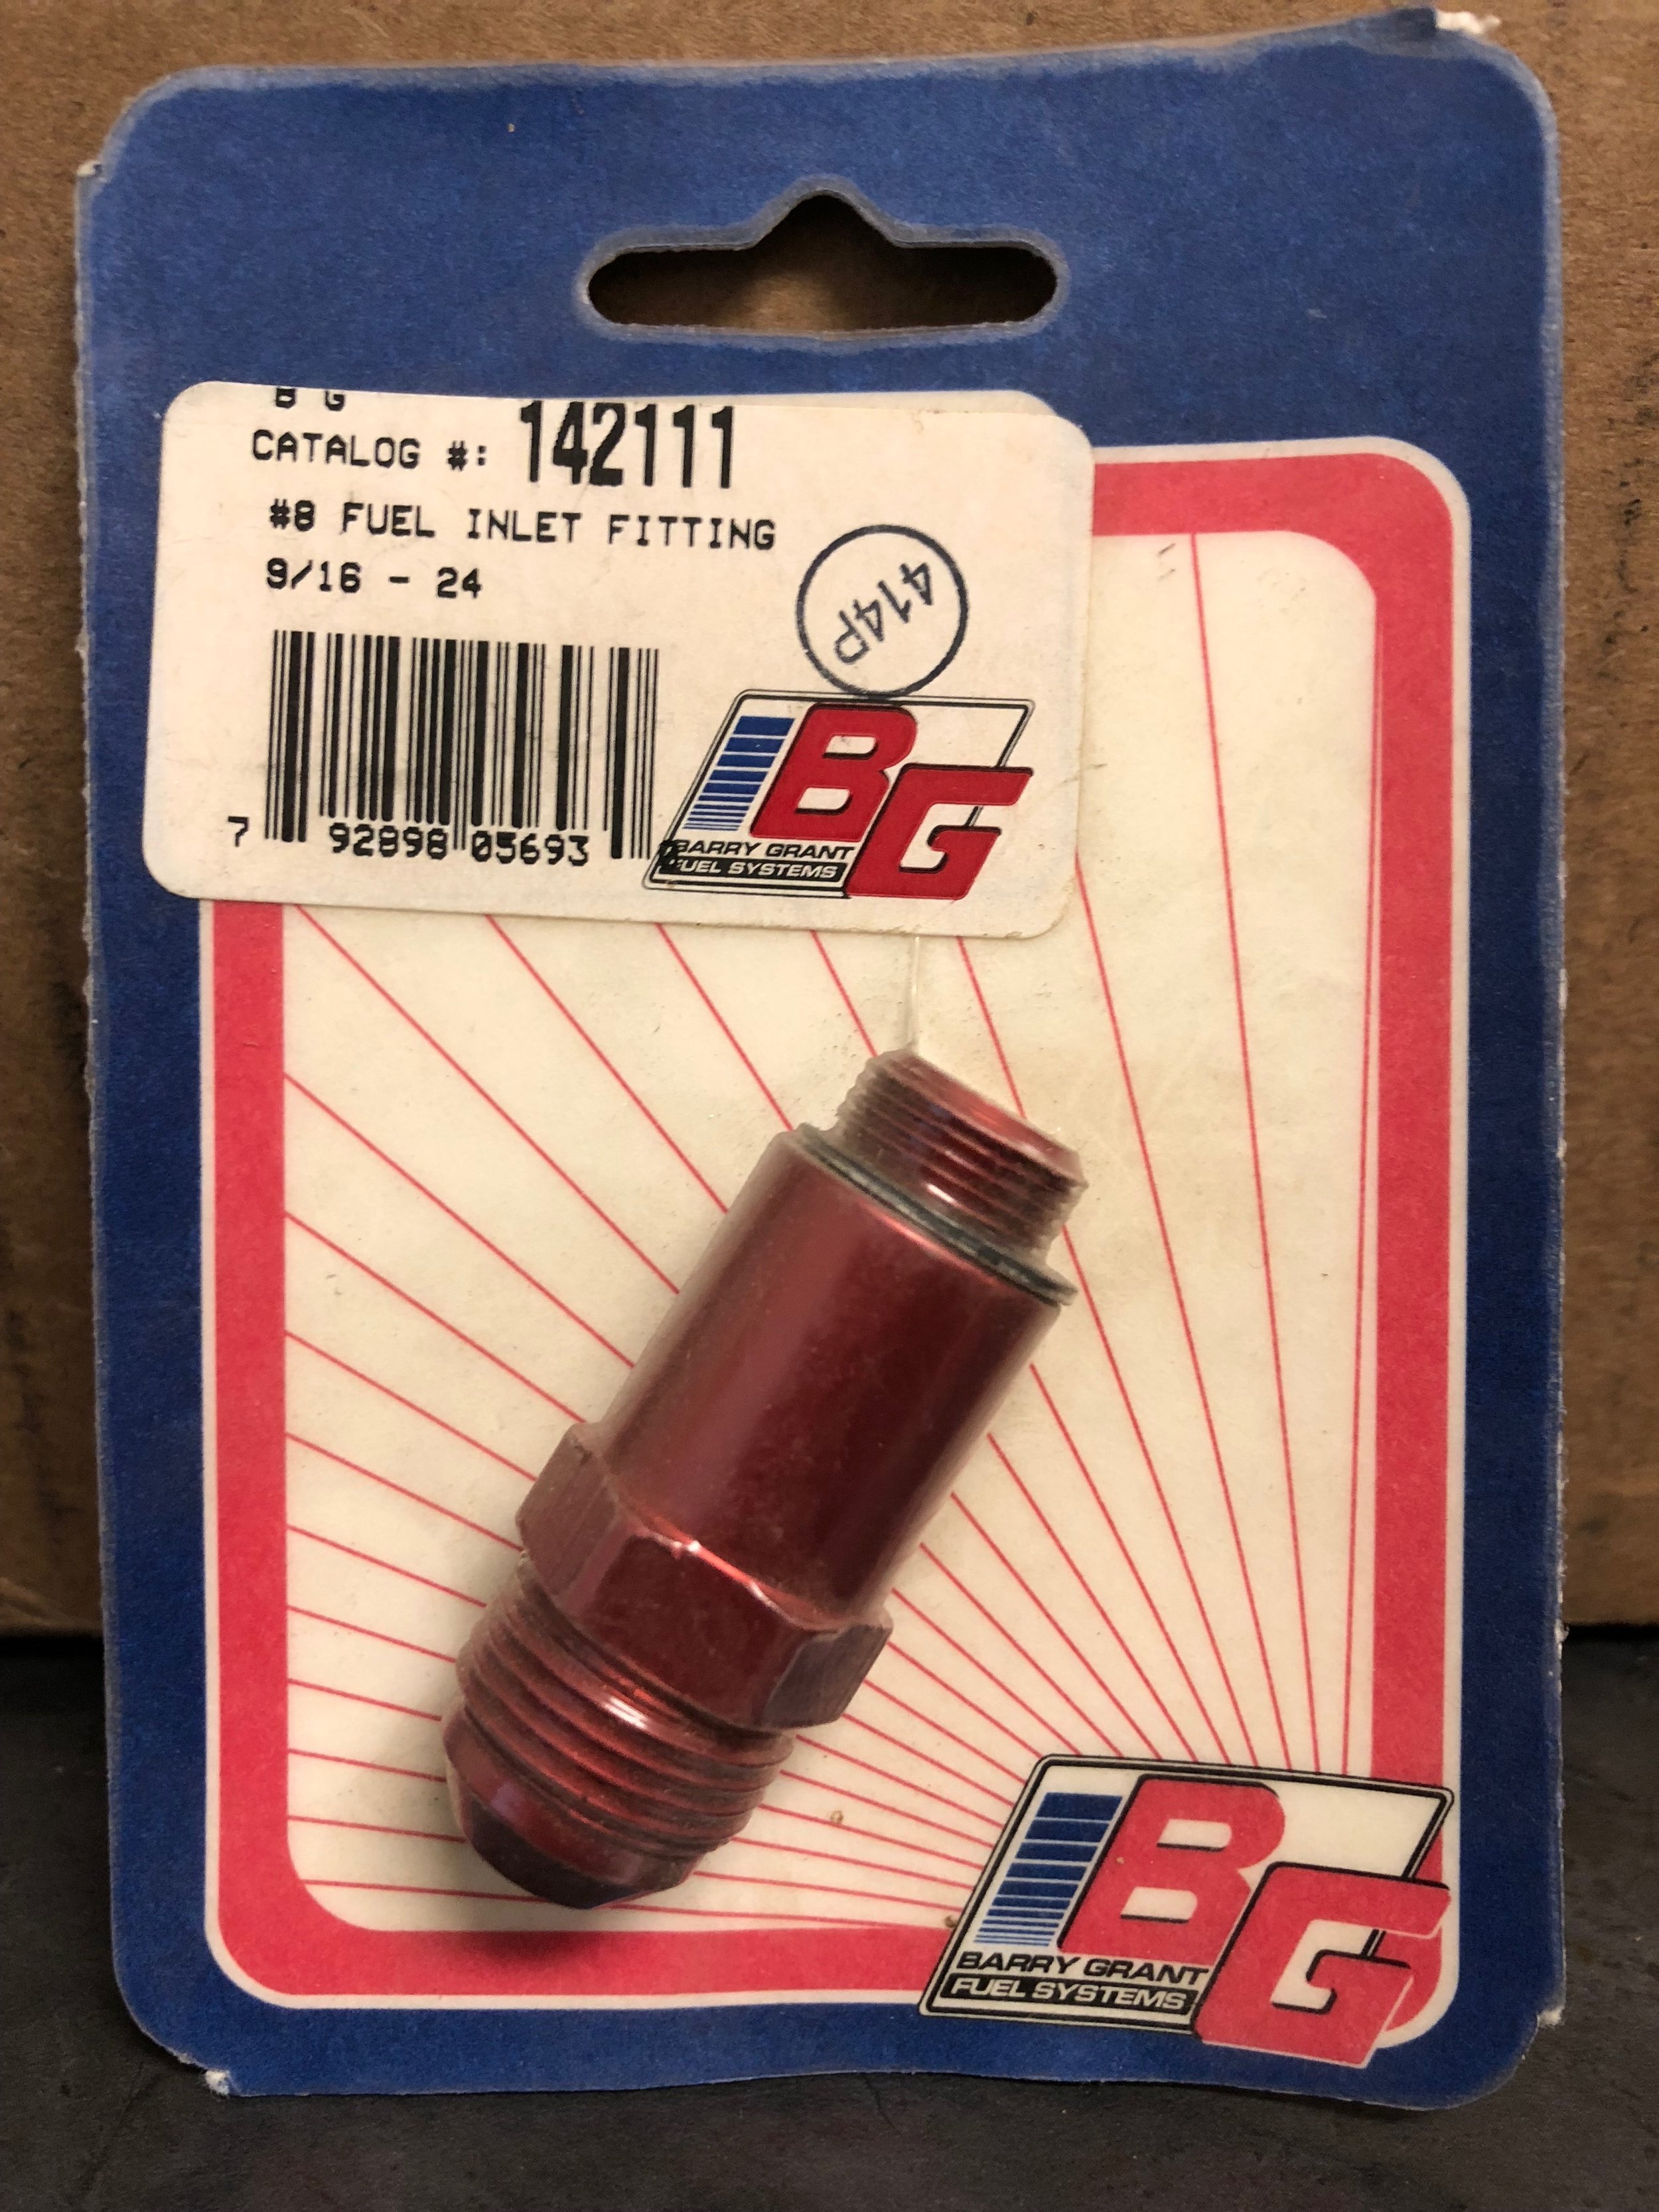 B G
CATALOG #: 142111
#8 FUEL INLET FITTING
9/16 - 24
414P
7 92898 05693
BG
BARRY GRANT
FUEL SYSTEMS
BG
BARRY GRANT
FUEL SYSTEMS